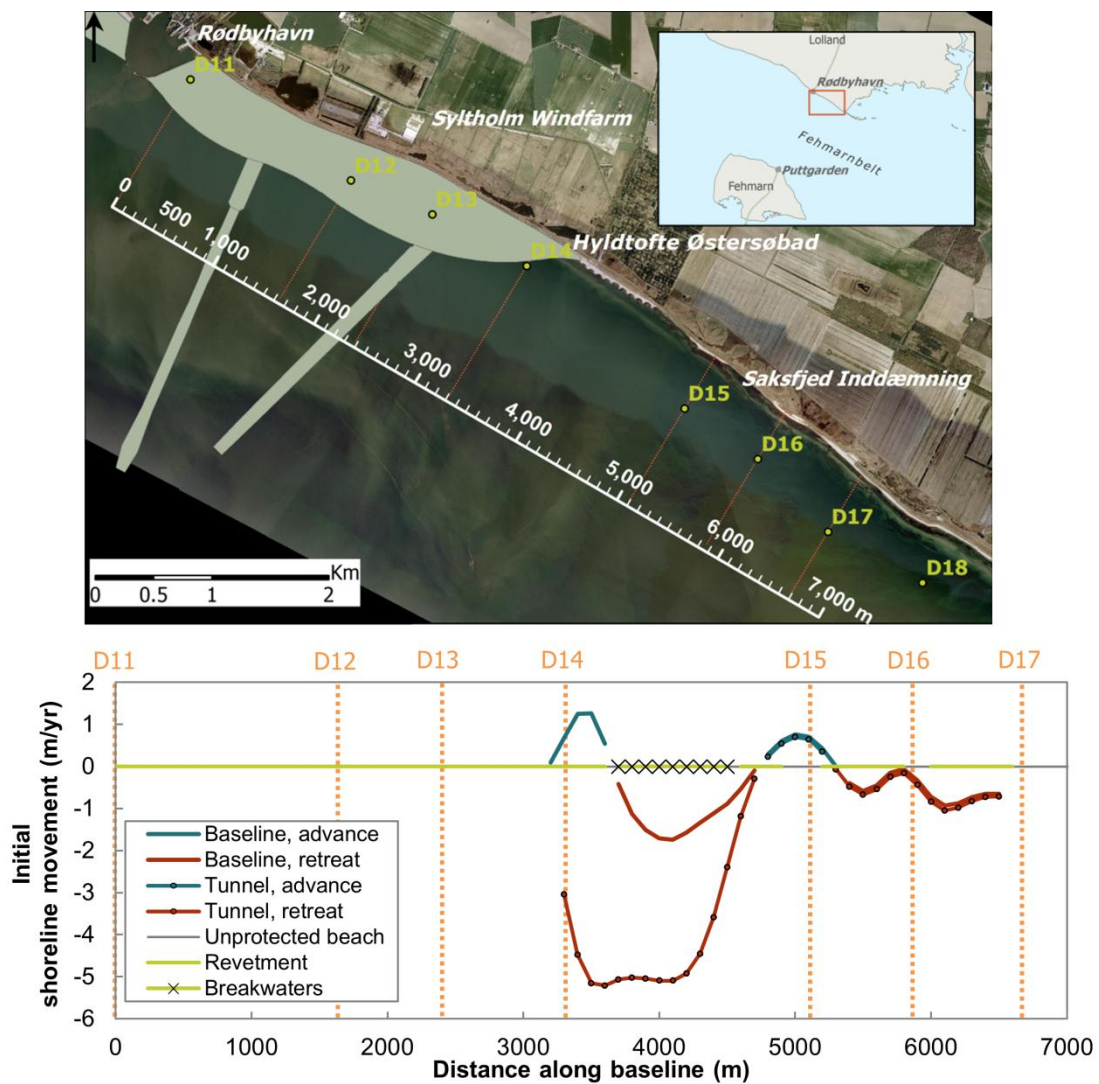 Rødbyhavn
D11
Syltholm Windfarm
D12
D13
Hyldtofte Østersøbad
D14
Saksfjed Inddæmning
D15
D16
D17
D18
0
500
1,000
2,000
3,000
4,000
5,000
6,000
7,000 m
Km
0 0.5 1 2
Lolland
Rødbyhavn
Fehmarnbelt
Puttgarden
Fehmarn
D11 D12 D13 D14 D15 D16 D17
Initial
shoreline movement (m/yr)
2
1
0
-1
-2
-3
-4
-5
-6
Baseline, advance
Baseline, retreat
Tunnel, advance
Tunnel, retreat
Unprotected beach
Revetment
Breakwaters
0 1000 2000 3000 4000 5000 6000 7000
Distance along baseline (m)